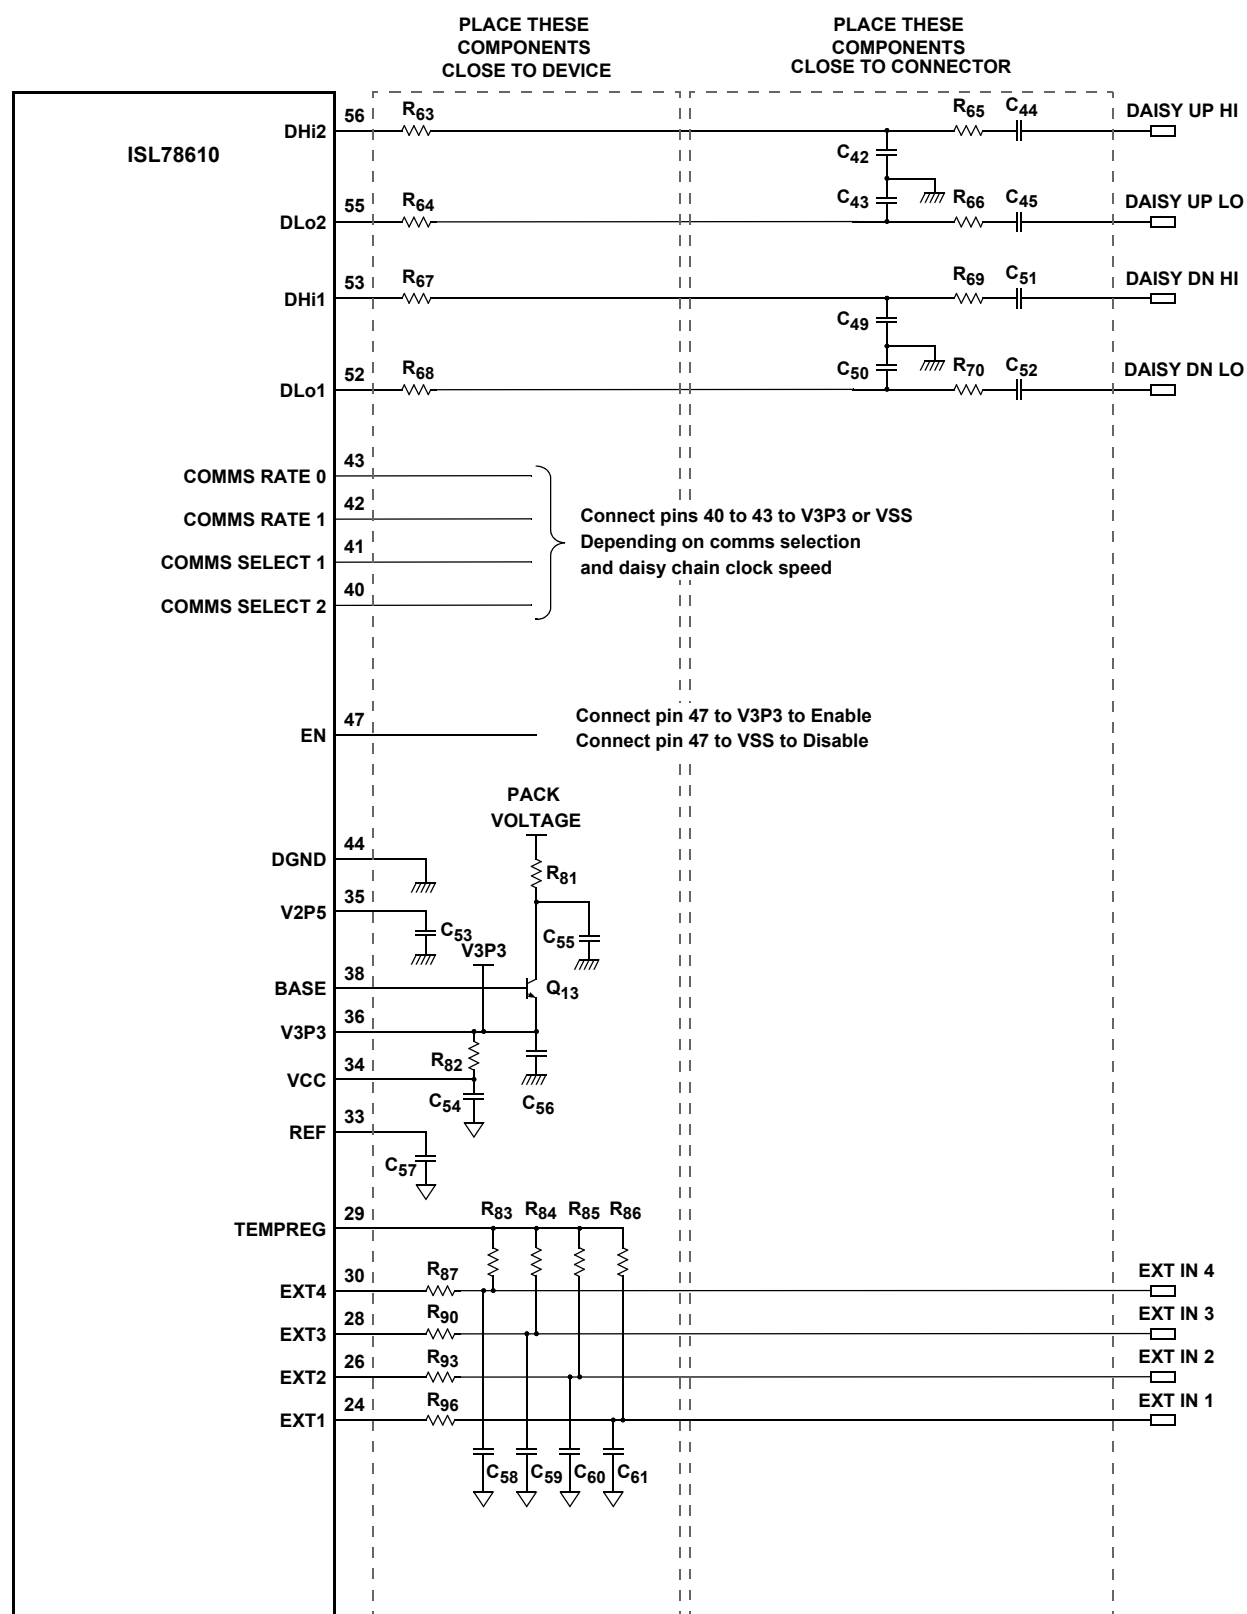 PLACE THESE
COMPONENTS
CLOSE TO DEVICE
PLACE THESE
COMPONENTS
CLOSE TO CONNECTOR
ISL78610
DHi2
56
R63
R65
C44
DAISY UP HI
C42
DLo2
55
R64
C43
R66
C45
DAISY UP LO
DHi1
53
R67
R69
C51
DAISY DN HI
C49
DLo1
52
R68
C50
R70
C52
DAISY DN LO
COMMS RATE 0
43
COMMS RATE 1
42
COMMS SELECT 1
41
COMMS SELECT 2
40
Connect pins 40 to 43 to V3P3 or VSS
Depending on comms selection
and daisy chain clock speed
EN
47
Connect pin 47 to V3P3 to Enable
Connect pin 47 to VSS to Disable
PACK
VOLTAGE
DGND
44
R81
V2P5
35
C53
V3P3
C55
BASE
38
Q13
V3P3
36
R82
VCC
34
C54
C56
REF
33
C57
TEMPREG
29
R83
R84
R85
R86
EXT4
30
R87
EXT IN 4
EXT3
28
R90
EXT IN 3
EXT2
26
R93
EXT IN 2
EXT1
24
R96
EXT IN 1
C58
C59
C60
C61